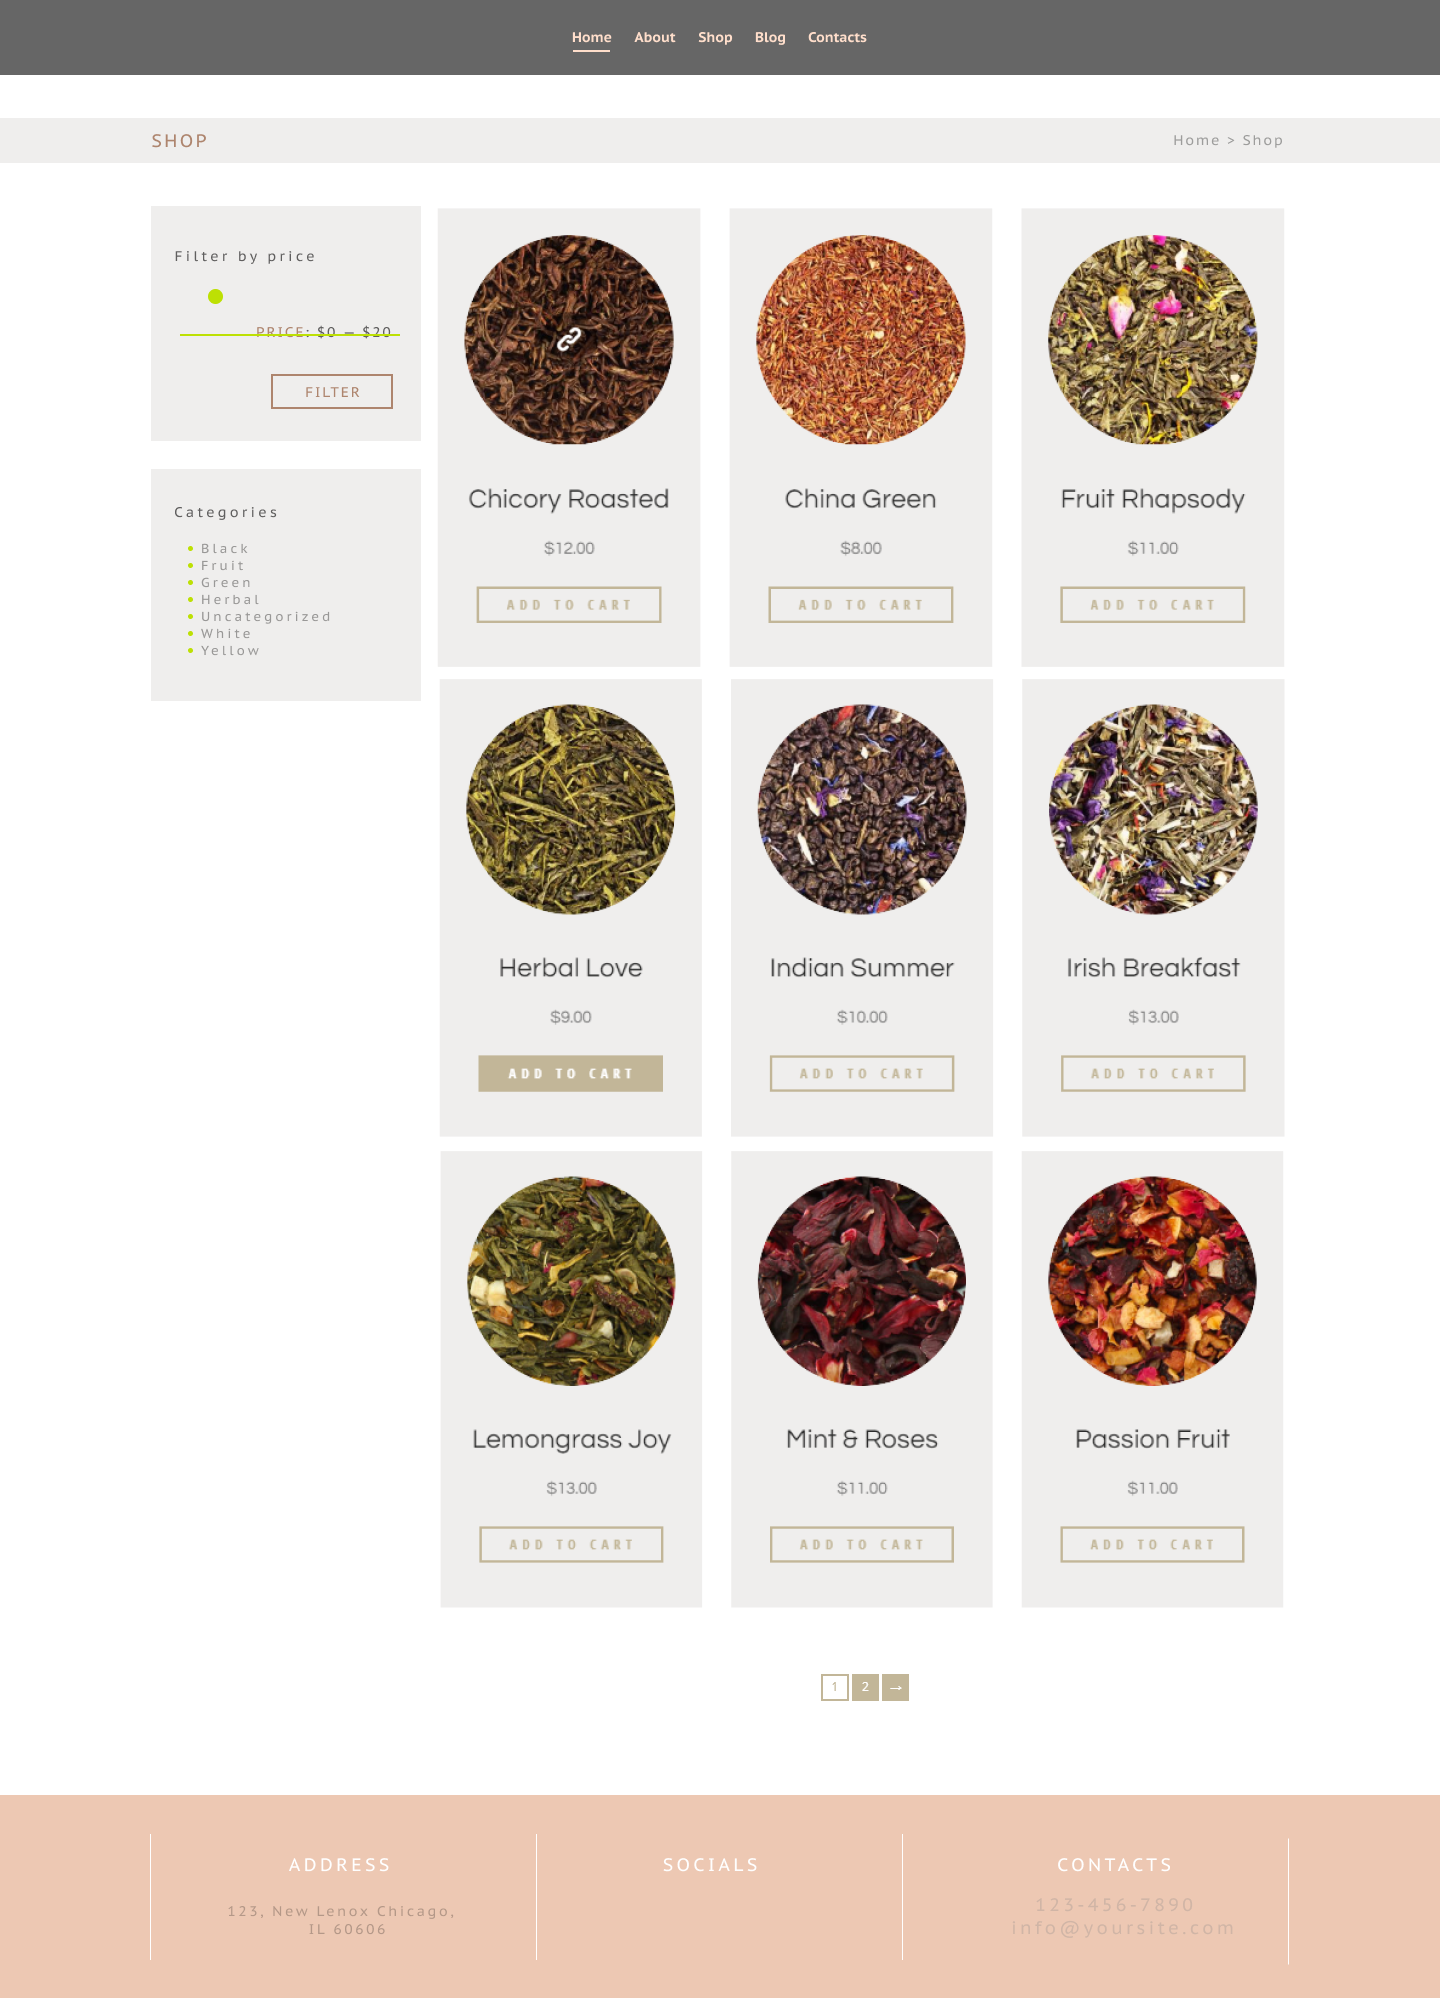 Home About Shop Blog Contacts
SHOP
Home > Shop
Filter by price
PRICE: $0 — $20
FILTER
Categories
Black
Fruit
Green
Herbal
Uncategorized
White
Yellow
Chicory Roasted
$12.00
ADD TO CART
China Green
$8.00
ADD TO CART
Fruit Rhapsody
$11.00
ADD TO CART
Herbal Love
$9.00
ADD TO CART
Indian Summer
$10.00
ADD TO CART
Irish Breakfast
$13.00
ADD TO CART
Lemongrass Joy
$13.00
ADD TO CART
Mint & Roses
$11.00
ADD TO CART
Passion Fruit
$11.00
ADD TO CART
1 2 →
ADDRESS
123, New Lenox Chicago,
IL 60606
SOCIALS
CONTACTS
123-456-7890
info@yoursite.com